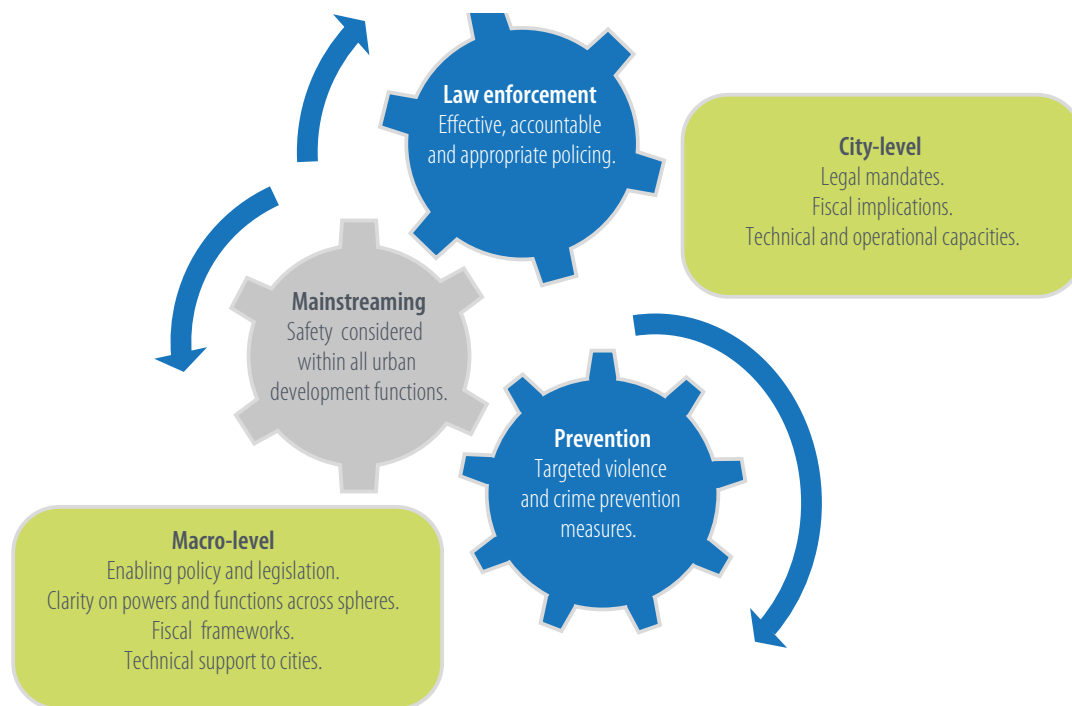 Law enforcement
Effective, accountable
and appropriate policing.
City-level
Legal mandates.
Fiscal implications.
Technical and operational capacities.
Mainstreaming
Safety considered
within all urban
development functions.
Prevention
Targeted violence
and crime prevention
measures.
Macro-level
Enabling policy and legislation.
Clarity on powers and functions across spheres.
Fiscal frameworks.
Technical support to cities.